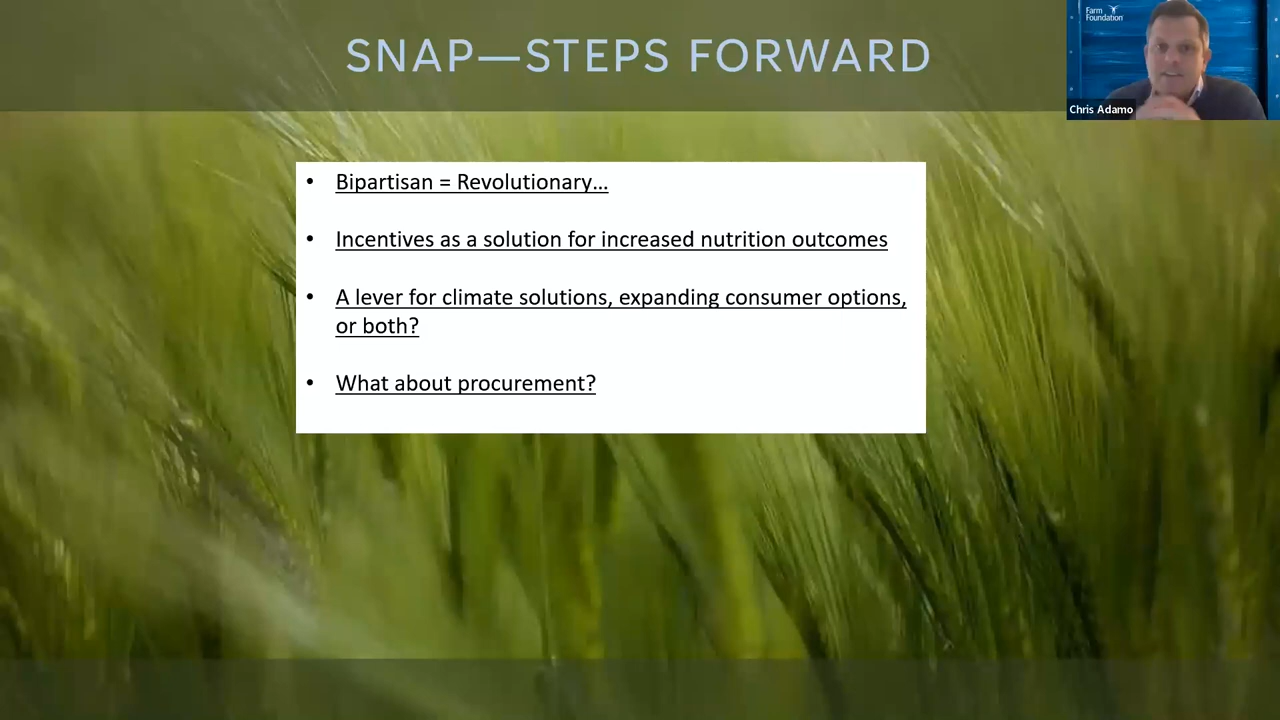 SNAP—STEPS FORWARD
Farm
Foundation
Chris Adamo
• Bipartisan = Revolutionary...
• Incentives as a solution for increased nutrition outcomes
• A lever for climate solutions, expanding consumer options,
or both?
• What about procurement?